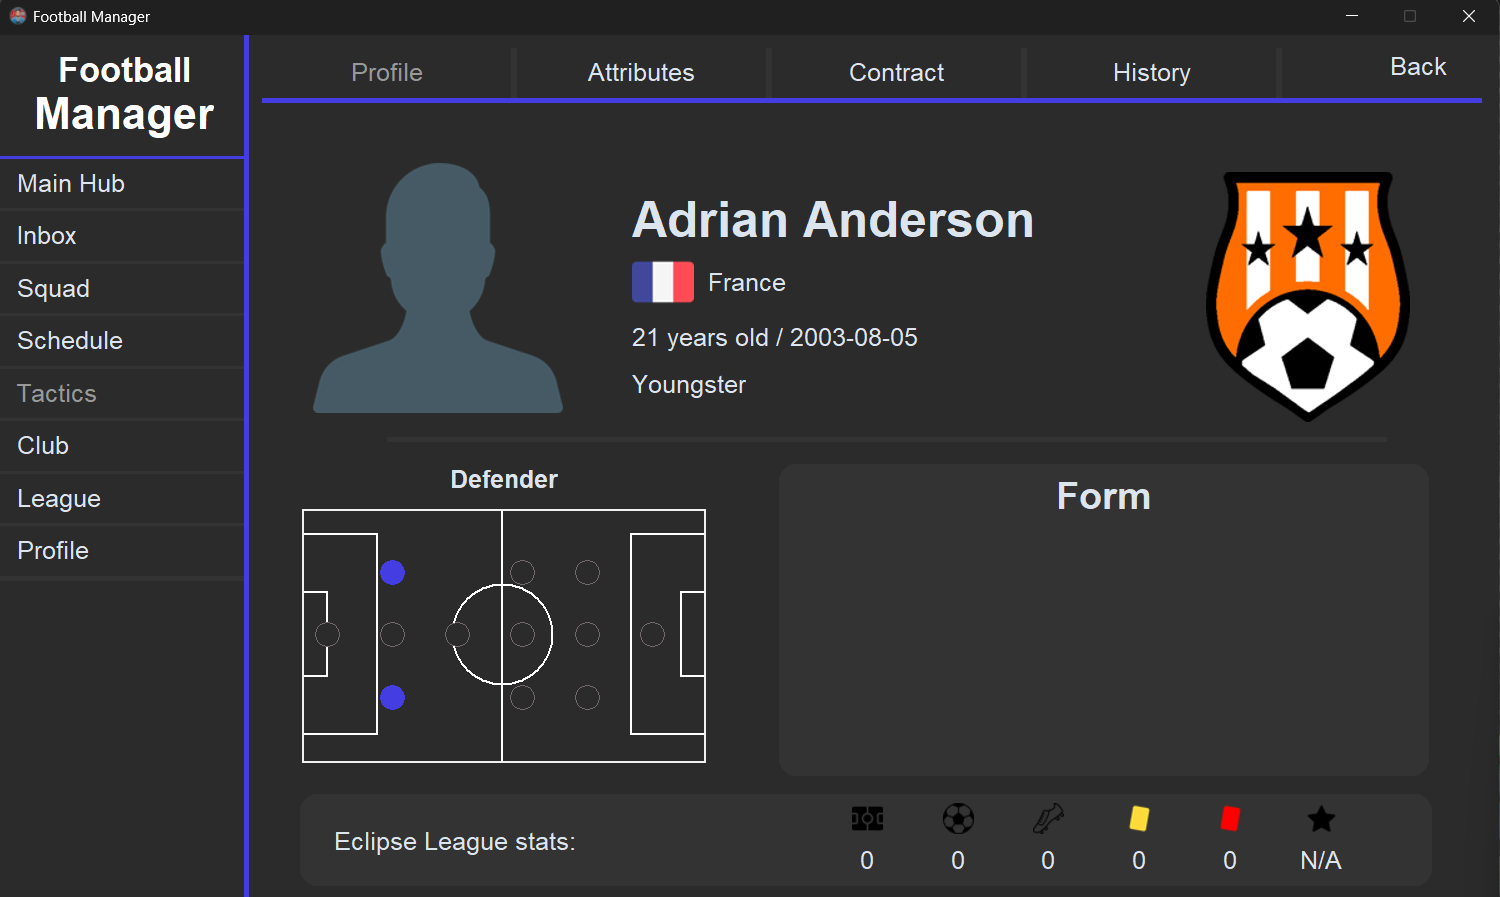 Football Manager
Football
Manager
Main Hub
Inbox
Squad
Schedule
Tactics
Club
League
Profile
Profile Attributes Contract History Back
Adrian Anderson
France
21 years old / 2003-08-05
Youngster
Defender
Form
Eclipse League stats:
0 0 0 0 0 N/A